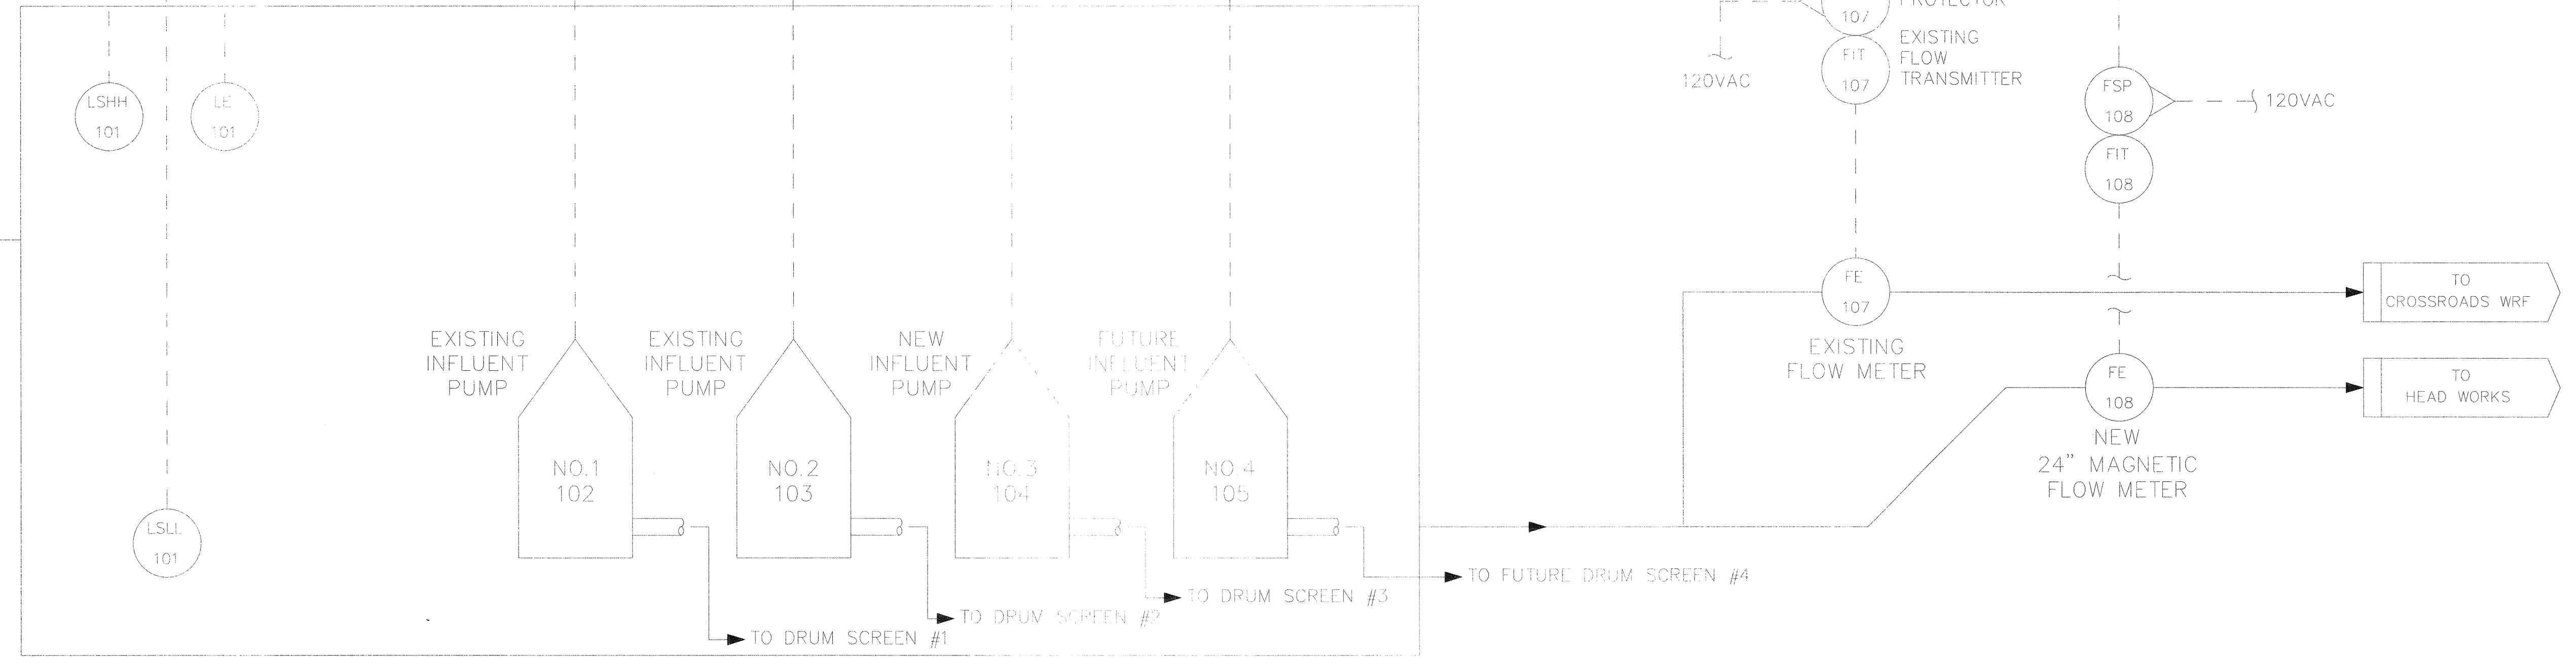 LSHH
101
LE
101
LSLL
101
EXISTING
INFLUENT
PUMP
NO.1
102
EXISTING
INFLUENT
PUMP
NO.2
103
NEW
INFLUENT
PUMP
NO.3
104
FUTURE
INFLUENT
PUMP
NO.4
105
TO DRUM SCREEN #1
TO DRUM SCREEN #2
TO DRUM SCREEN #3
TO FUTURE DRUM SCREEN #4
107
PROTECTOR
120VAC
FIT
107
EXISTING
FLOW
TRANSMITTER
FSP
108
120VAC
FIT
108
FE
107
EXISTING
FLOW METER
TO
CROSSROADS WRF
FE
108
NEW
24" MAGNETIC
FLOW METER
TO
HEAD WORKS